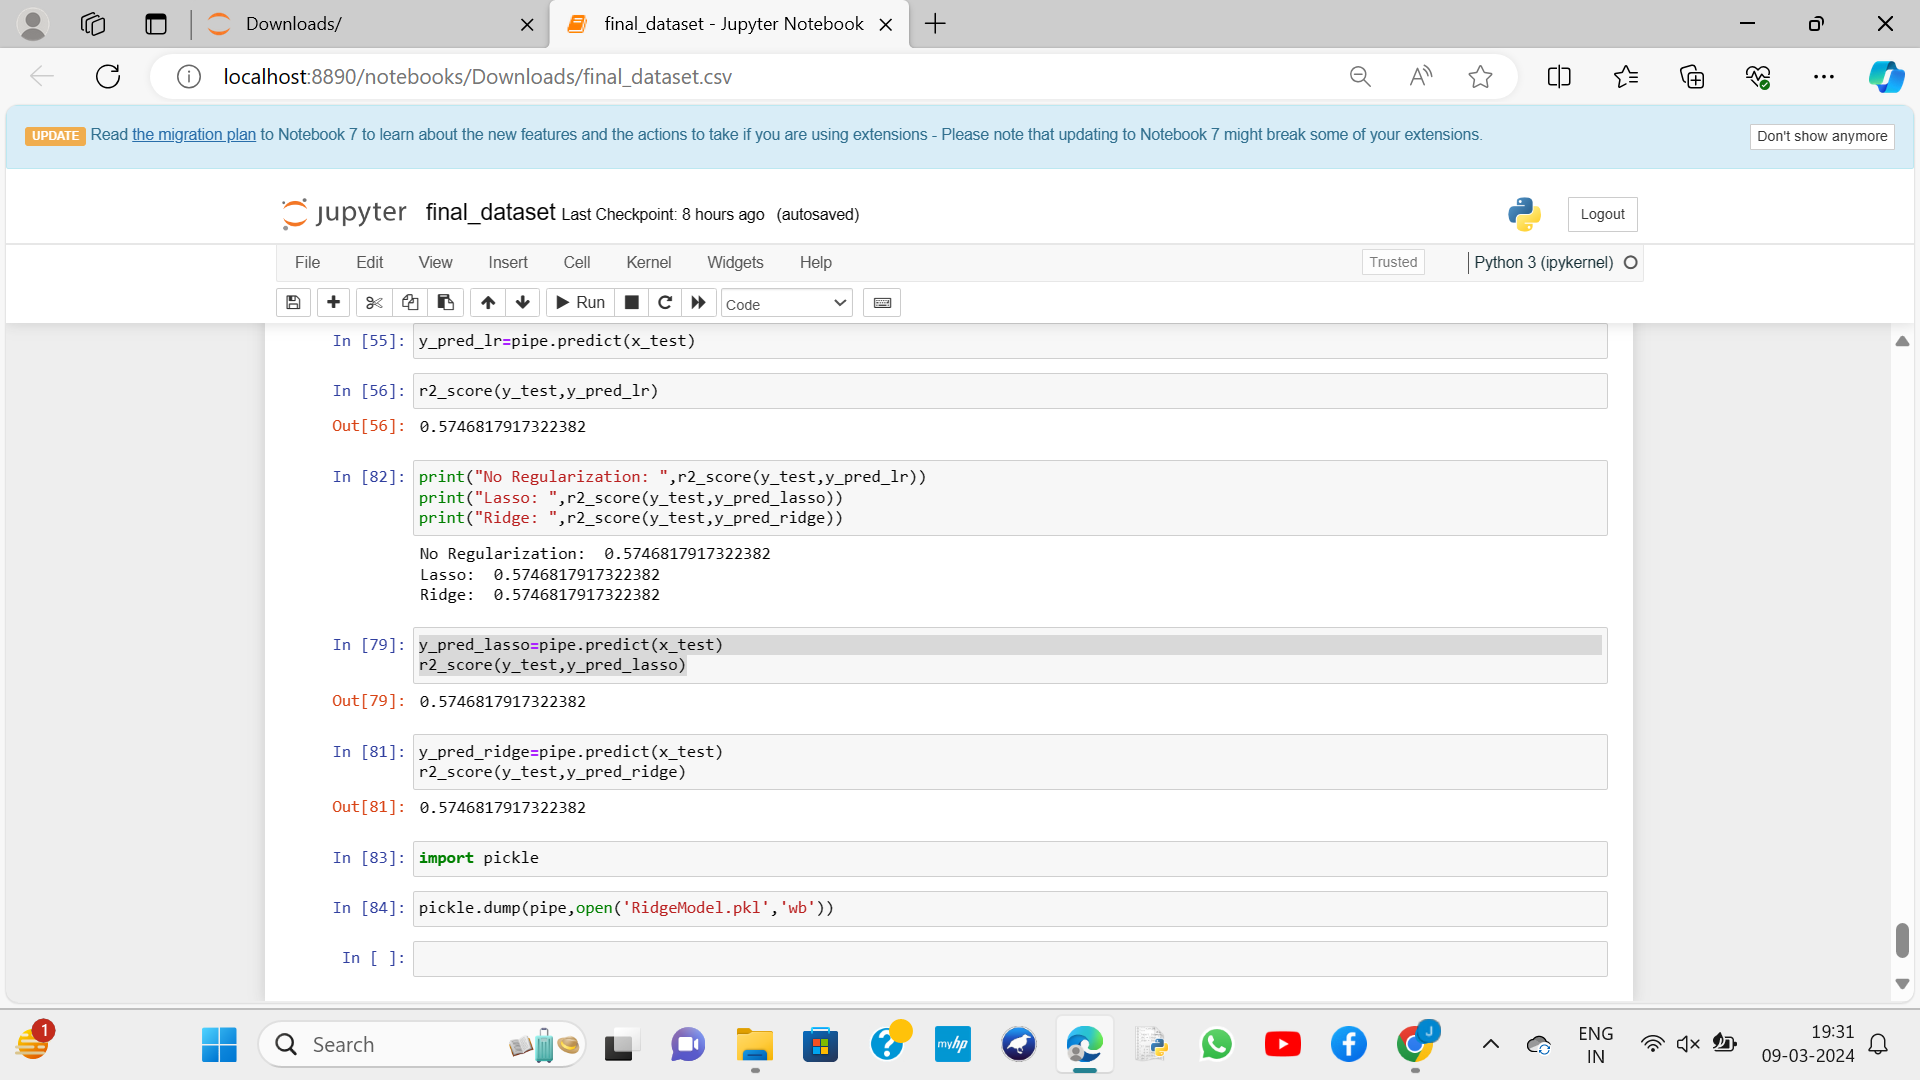 Downloads/
final_dataset - Jupyter Notebook
localhost:8890/notebooks/Downloads/final_dataset.csv
UPDATE Read the migration plan to Notebook 7 to learn about the new features and the actions to take if you are using extensions - Please note that updating to Notebook 7 might break some of your extensions.
Don't show anymore
jupyter final_dataset Last Checkpoint: 8 hours ago (autosaved)
Logout
File Edit View Insert Cell Kernel Widgets Help
Trusted
Python 3 (ipykernel)
Run
Code
In [55]: y_pred_lr=pipe.predict(x_test)
In [56]: r2_score(y_test,y_pred_lr)
Out[56]: 0.5746817917322382
In [82]: print("No Regularization: ",r2_score(y_test,y_pred_lr))
print("Lasso: ",r2_score(y_test,y_pred_lasso))
print("Ridge: ",r2_score(y_test,y_pred_ridge))
No Regularization:  0.5746817917322382
Lasso:  0.5746817917322382
Ridge:  0.5746817917322382
In [79]: y_pred_lasso=pipe.predict(x_test)
r2_score(y_test,y_pred_lasso)
Out[79]: 0.5746817917322382
In [81]: y_pred_ridge=pipe.predict(x_test)
r2_score(y_test,y_pred_ridge)
Out[81]: 0.5746817917322382
In [83]: import pickle
In [84]: pickle.dump(pipe,open('RidgeModel.pkl','wb'))
In [ ]:
1
Search
myhp
J
ENG
IN
19:31
09-03-2024